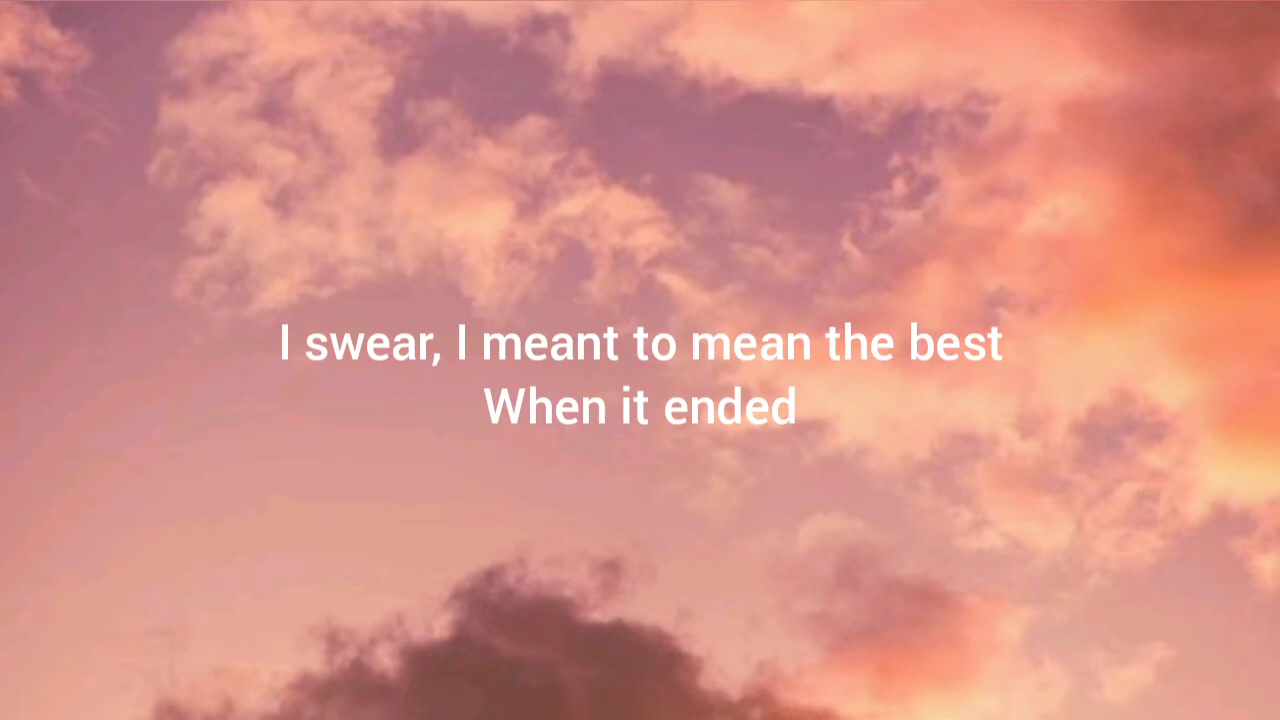 I swear, I meant to mean the best
When it ended